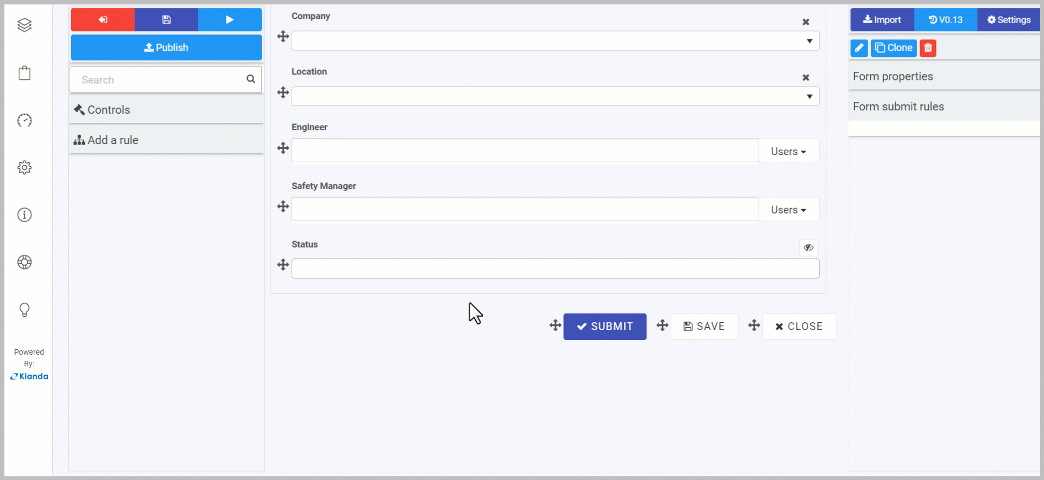 Publish
Search
Controls
Add a rule
Powered
By:
Kianda
Company
Location
Engineer
Users
Safety Manager
Users
Status
SUBMIT
SAVE
CLOSE
Import
V0.13
Settings
Clone
Form properties
Form submit rules